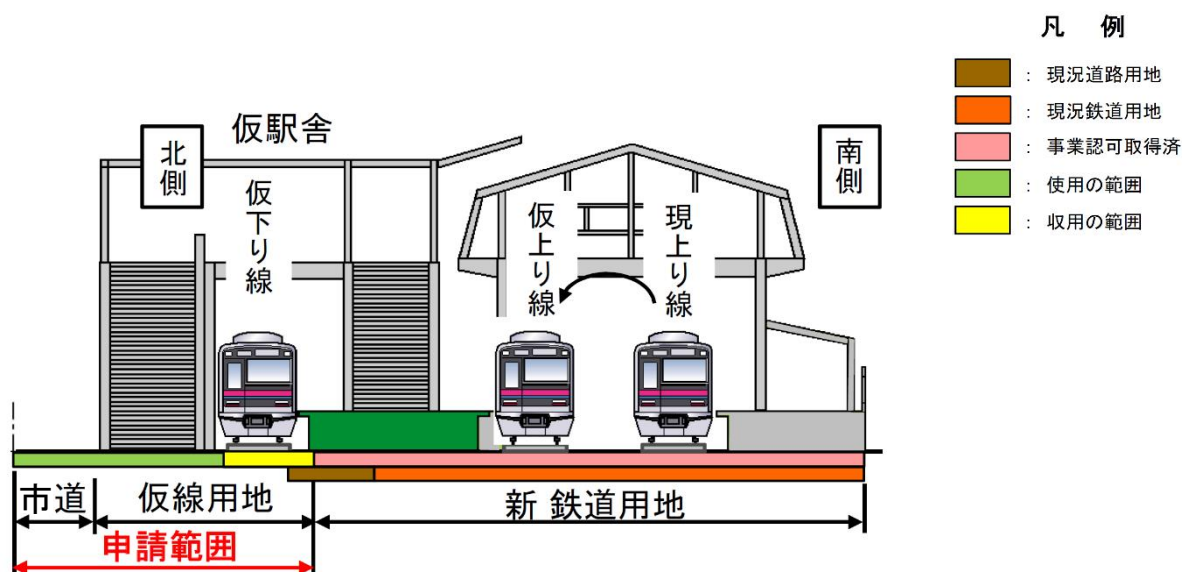 凡 例
: 現況道路用地
: 現況鉄道用地
: 事業認可取得済
: 使用の範囲
: 収用の範囲
北側
仮駅舎
南側
仮下り線
仮上り線
現上り線
市道
仮線用地
新 鉄道用地
申請範囲